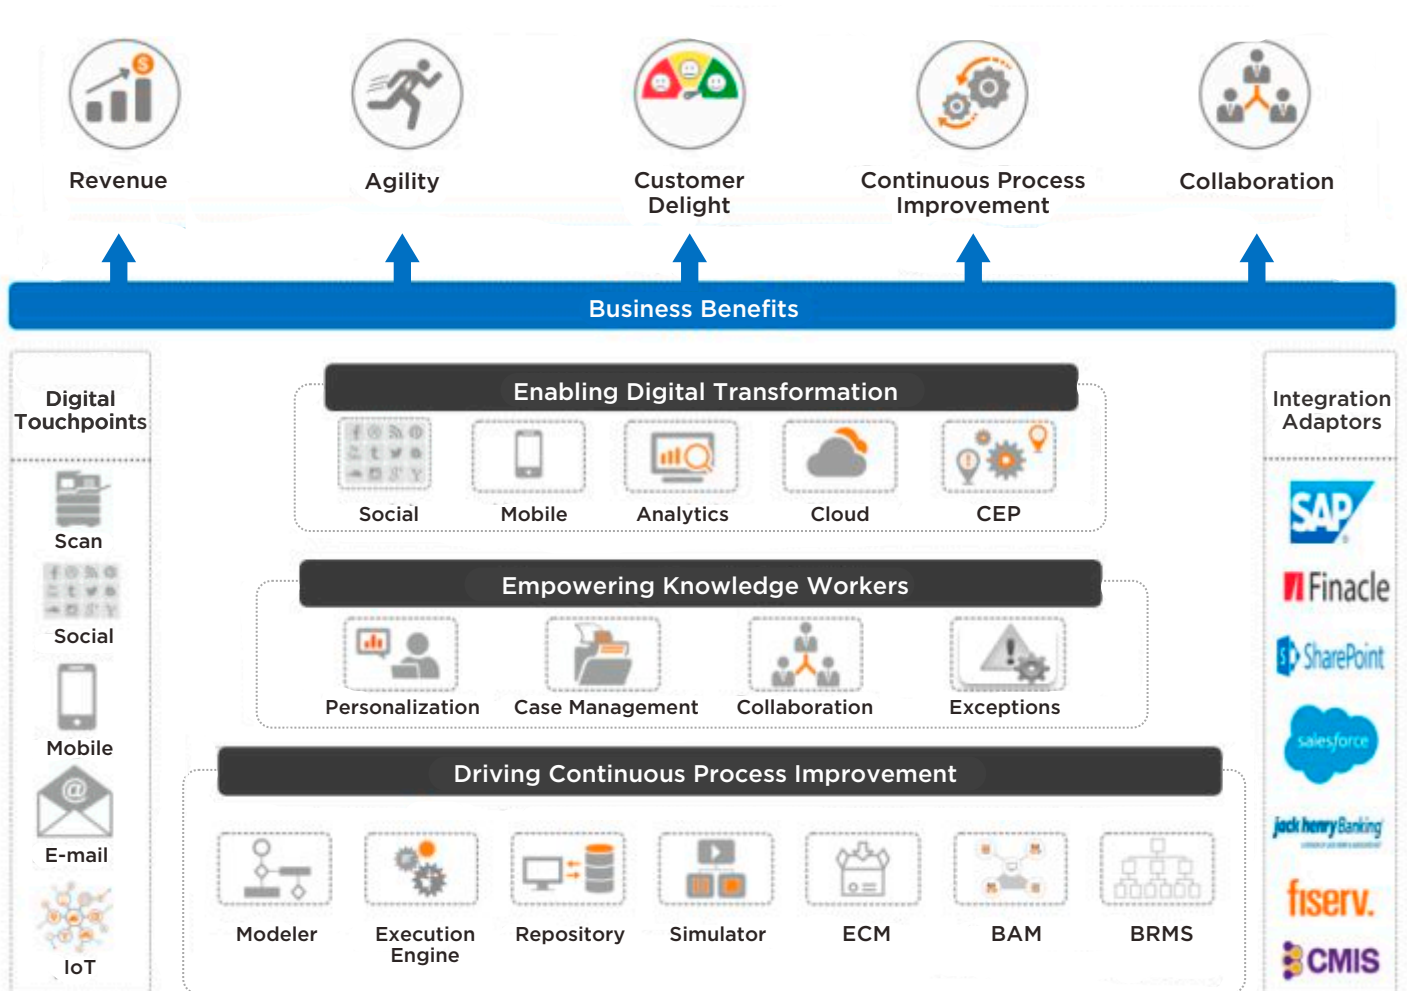 Revenue
Agility
Customer
Delight
Continuous Process
Improvement
Collaboration
Business Benefits
Digital
Touchpoints
Scan
Social
Mobile
E-mail
IoT
Enabling Digital Transformation
Social
Mobile
Analytics
Cloud
CEP
Empowering Knowledge Workers
Personalization
Case Management
Collaboration
Exceptions
Driving Continuous Process Improvement
Modeler
Execution
Engine
Repository
Simulator
ECM
BAM
BRMS
Integration
Adaptors
SAP
Finacle
SharePoint
salesforce
jack henry Banking
fiserv.
CMIS